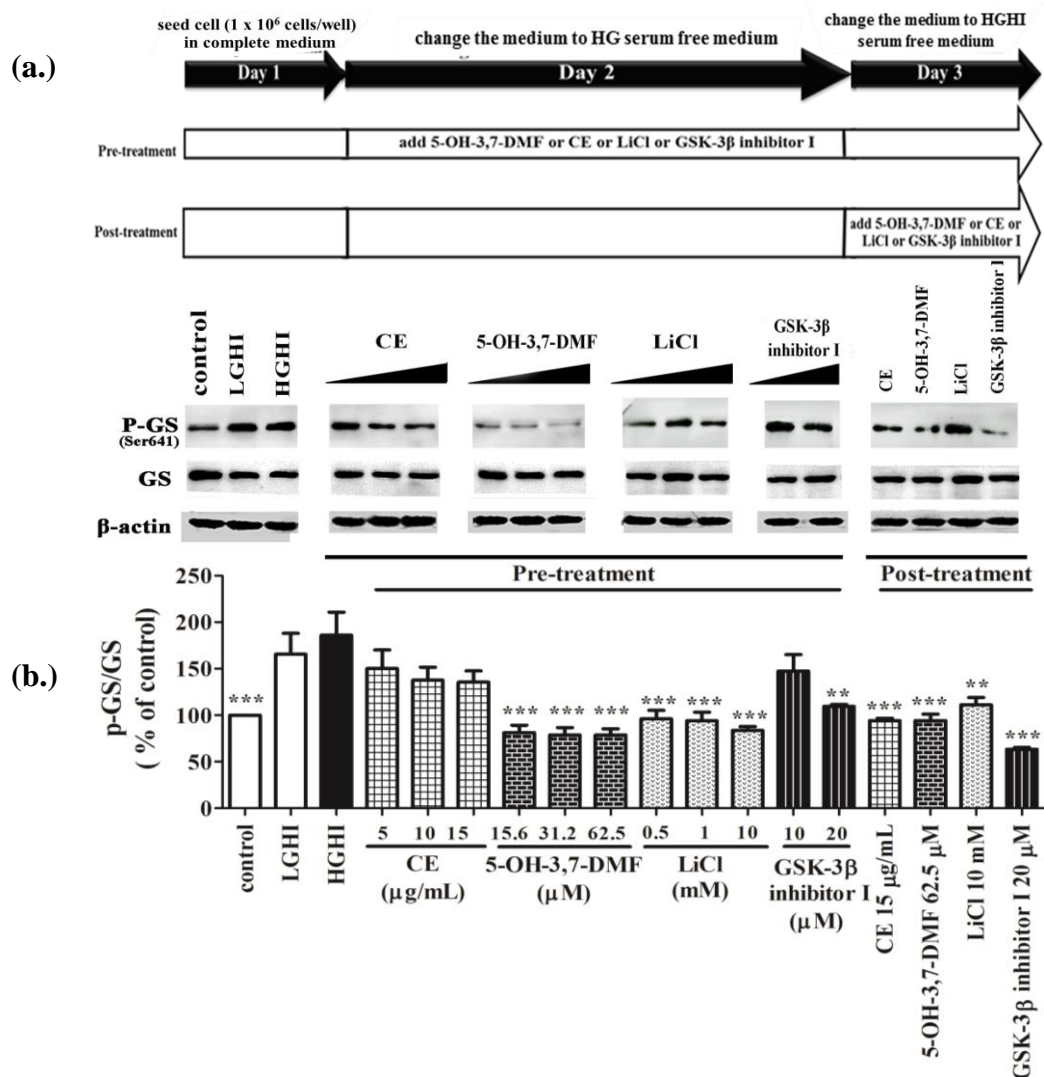 (a.)
seed cell (1 x 10⁶ cells/well)
in complete medium
change the medium to HG serum free medium
change the medium to HGHI
serum free medium
Day 1
Day 2
Day 3
Pre-treatment
add 5-OH-3,7-DMF or CE or LiCl or GSK-3β inhibitor I
Post-treatment
add 5-OH-3,7-DMF or CE or
LiCl or GSK-3β inhibitor I
control
LGHI
HGHI
CE
5-OH-3,7-DMF
LiCl
GSK-3β
inhibitor I
CE
5-OH-3,7-DMF
LiCl
GSK-3β inhibitor I
P-GS
(Ser641)
GS
β-actin
Pre-treatment
Post-treatment
(b.)
p-GS/GS
( % of control)
250
200
150
100
50
0
***
***
***
***
***
***
***
**
***
***
**
***
control
LGHI
HGHI
5 10 15
CE
(μg/mL)
15.6 31.2 62.5
5-OH-3,7-DMF
(μM)
0.5 1 10
LiCl
(mM)
10 20
GSK-3β
inhibitor I
(μM)
CE 15 μg/mL
5-OH-3,7-DMF 62.5 μM
LiCl 10 mM
GSK-3β inhibitor I 20 μM